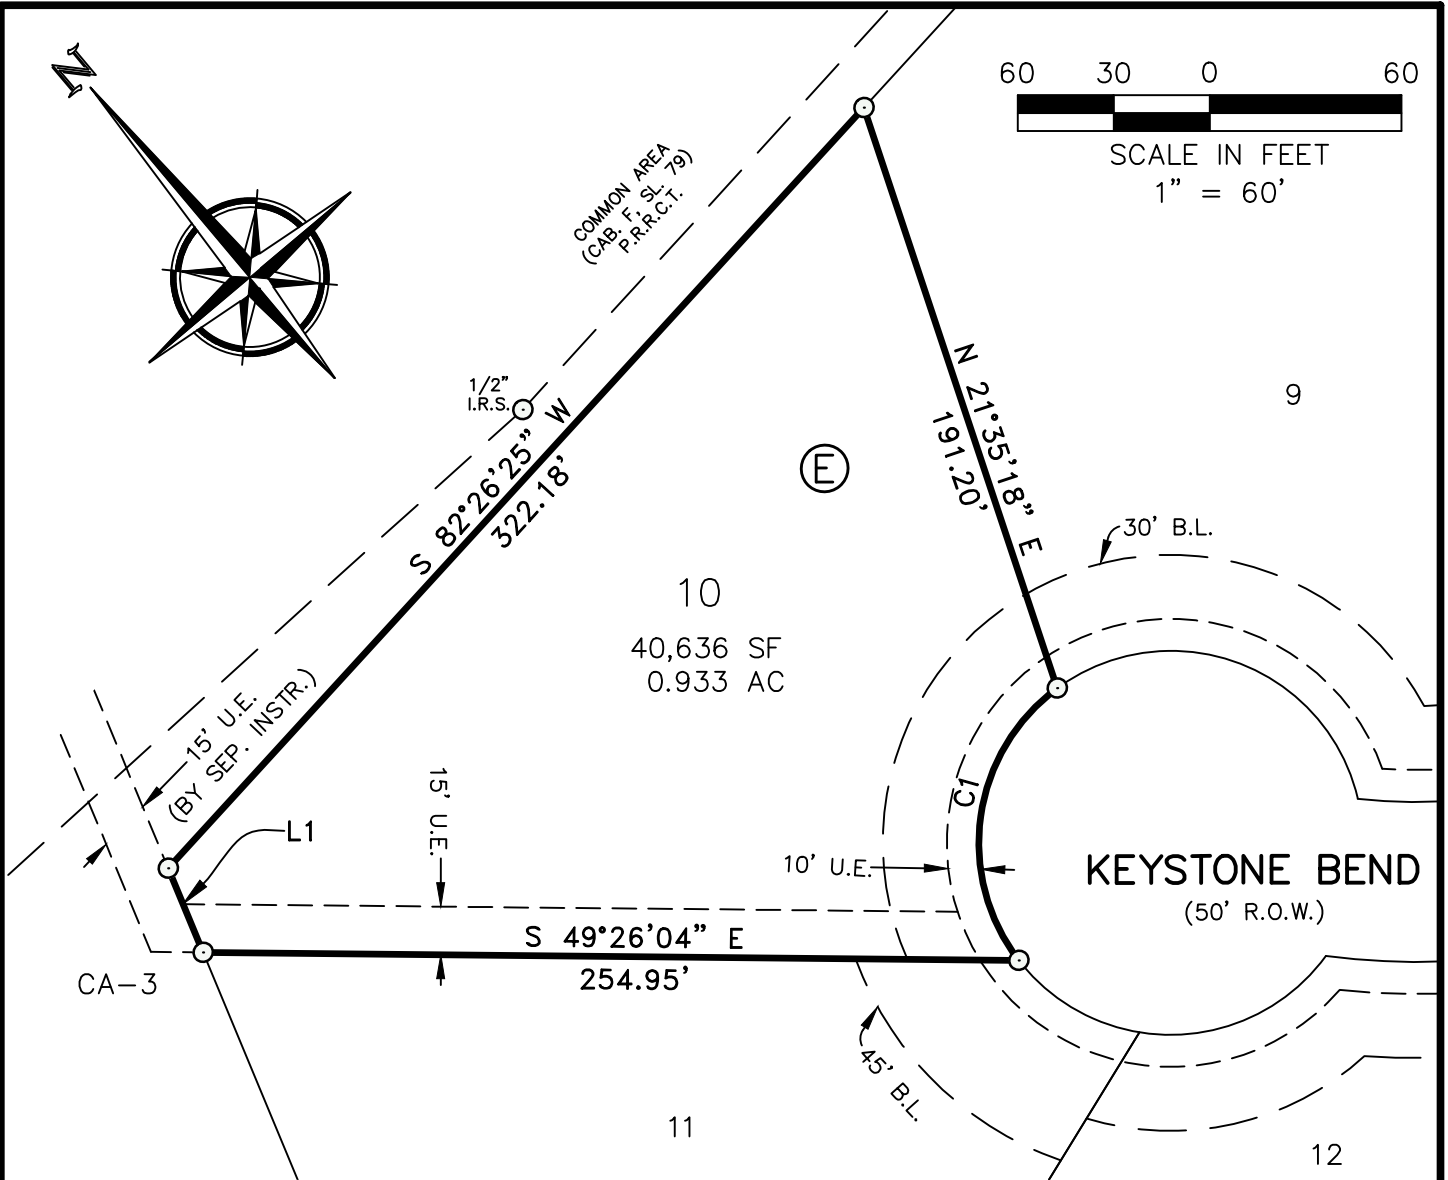 N
60 30 0 60
SCALE IN FEET
1” = 60’
COMMON AREA
(CAB. F, SL. 79)
P.R.R.C.T.
1/2”
I.R.S.
S 82°26’25” W
322.18’
N 21°35’18” E
191.20’
9
E
30’ B.L.
10
40,636 SF
0.933 AC
15’ U.E.
(BY SEP. INSTR.)
15’ U.E.
C1
L1
10’ U.E.
KEYSTONE BEND
(50’ R.O.W.)
S 49°26’04” E
254.95’
CA-3
45’ B.L.
11
12